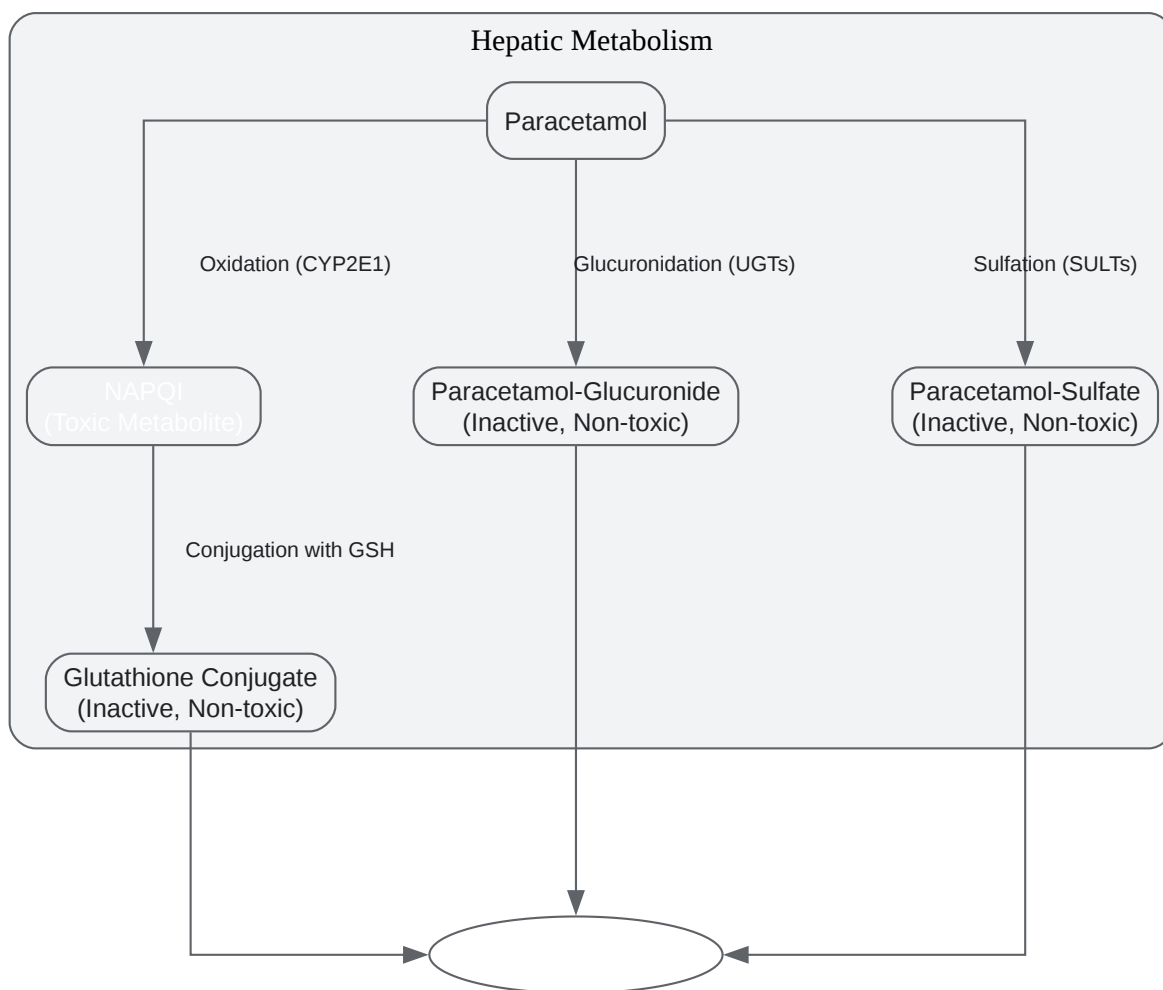 Hepatic Metabolism
Paracetamol
Oxidation (CYP2E1)
Glucuronidation (UGTs)
Sulfation (SULTs)
NAPQI
(Toxic Metabolite)
Paracetamol-Glucuronide
(Inactive, Non-toxic)
Paracetamol-Sulfate
(Inactive, Non-toxic)
Conjugation with GSH
Glutathione Conjugate
(Inactive, Non-toxic)